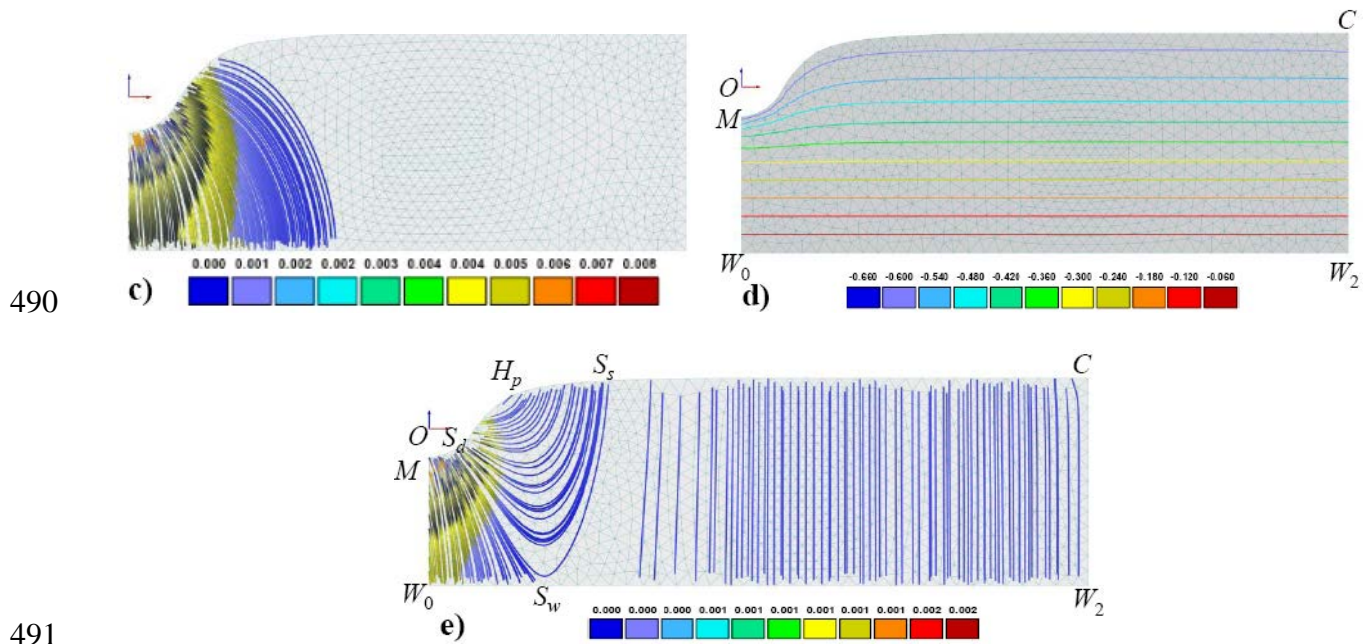 C
O
M
W0 W2
0.000 0.001 0.002 0.002 0.003 0.004 0.004 0.005 0.006 0.007 0.008
c)
-0.660 -0.600 -0.540 -0.480 -0.420 -0.360 -0.300 -0.240 -0.180 -0.120 -0.060
d)
490
Hp Ss C
O Sd
M
W0 Sw W2
0.000 0.000 0.000 0.001 0.001 0.001 0.001 0.001 0.001 0.002 0.002
e)
491